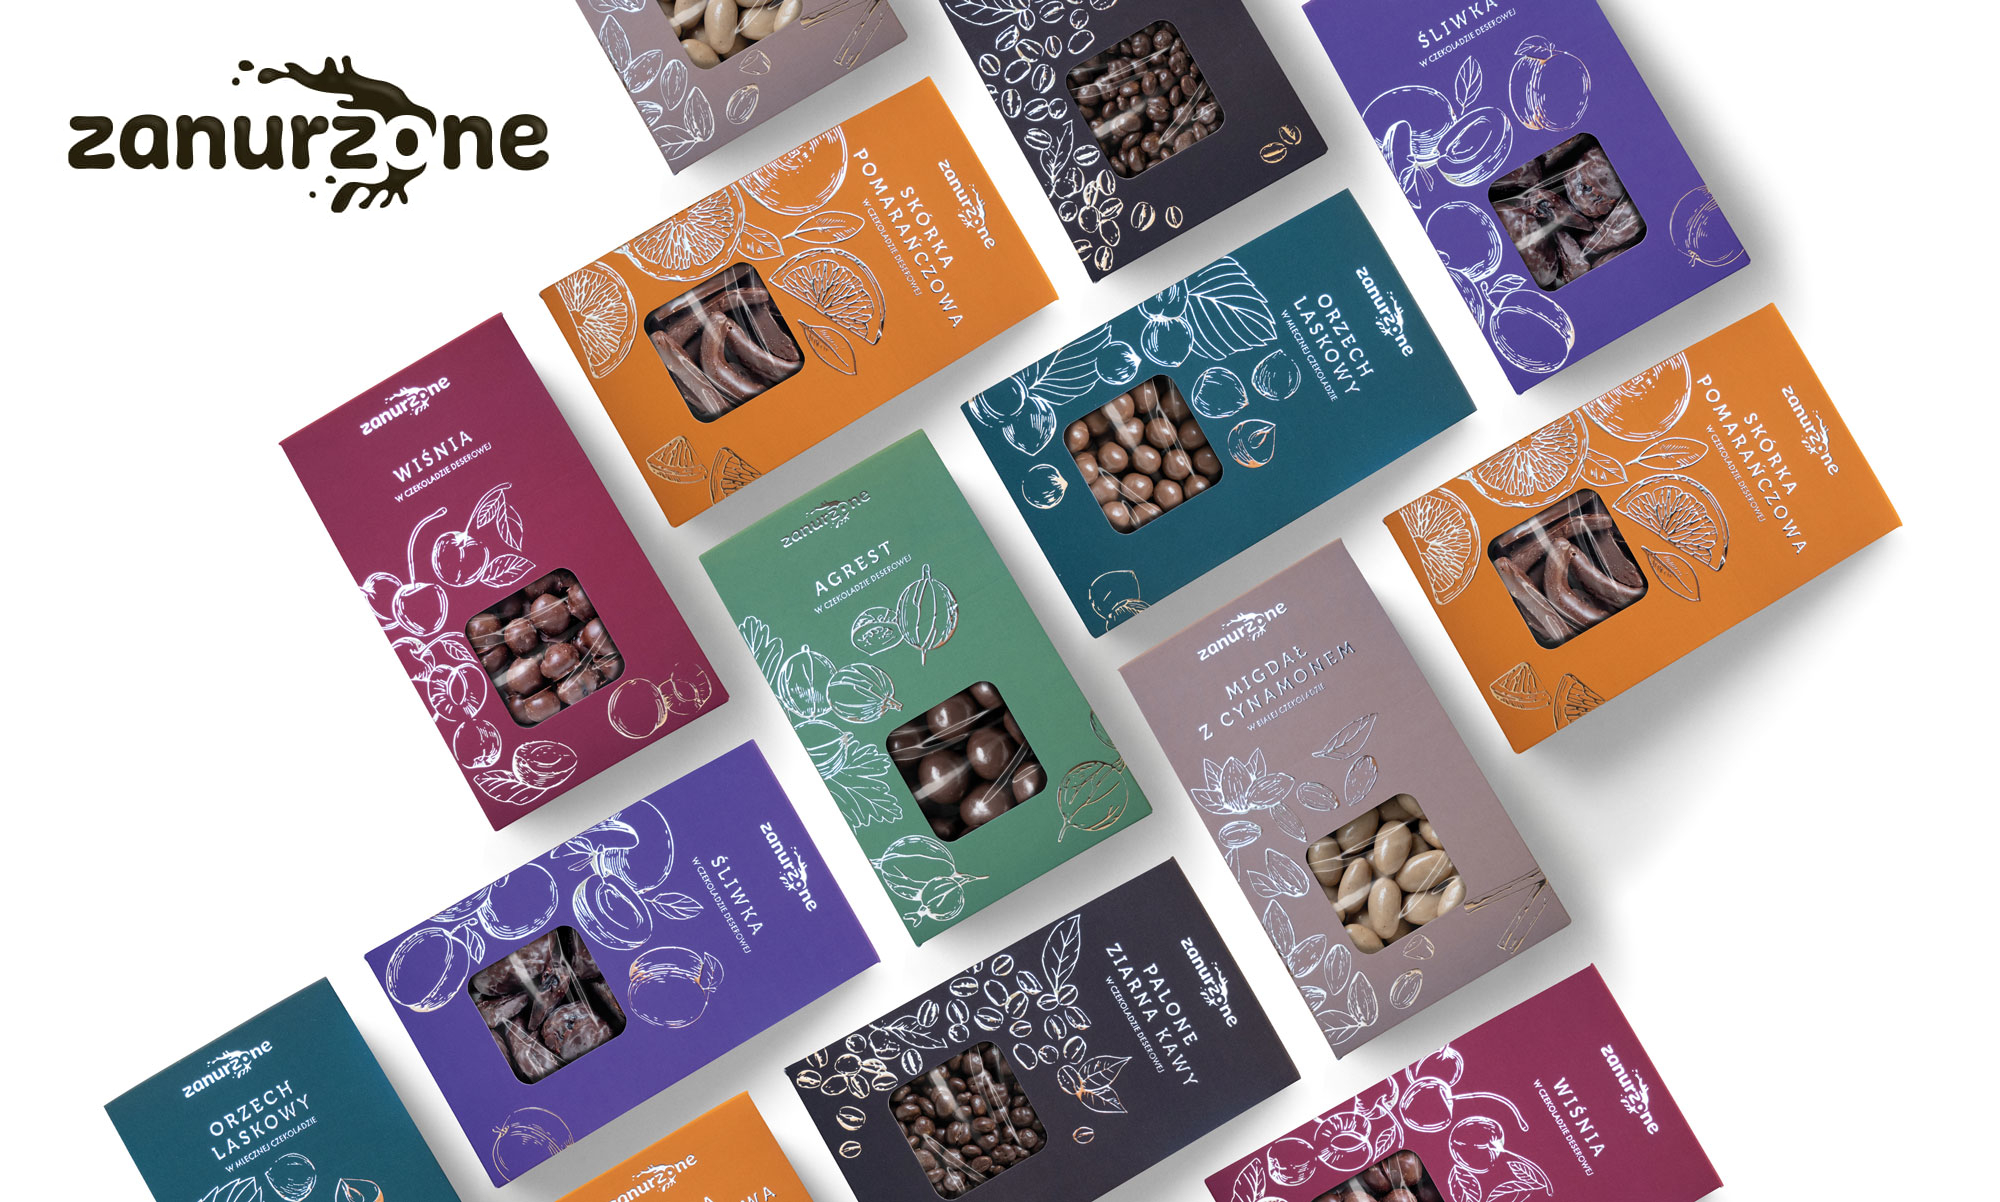 zanurzone
ŚLIWKA
W CZEKOLADZIE DESEROWEJ
zanurzone
SKÓRKA
POMARAŃCZOWA
W CZEKOLADZIE DESEROWEJ
zanurzone
ORZECH
LASKOWY
W MLECZNEJ CZEKOLADZIE
zanurzone
WIŚNIA
W CZEKOLADZIE DESEROWEJ
zanurzone
SKÓRKA
POMARAŃCZOWA
W CZEKOLADZIE DESEROWEJ
zanurzone
AGREST
W CZEKOLADZIE DESEROWEJ
zanurzone
MIGDAŁ
Z CYNAMONEM
W BIAŁEJ CZEKOLADZIE
zanurzone
ŚLIWKA
W CZEKOLADZIE DESEROWEJ
zanurzone
PALONE
ZIARNA KAWY
W CZEKOLADZIE DESEROWEJ
zanurzone
ORZECH
LASKOWY
W MLECZNEJ CZEKOLADZIE
zanurzone
WIŚNIA
W CZEKOLADZIE DESEROWEJ
zanurzone